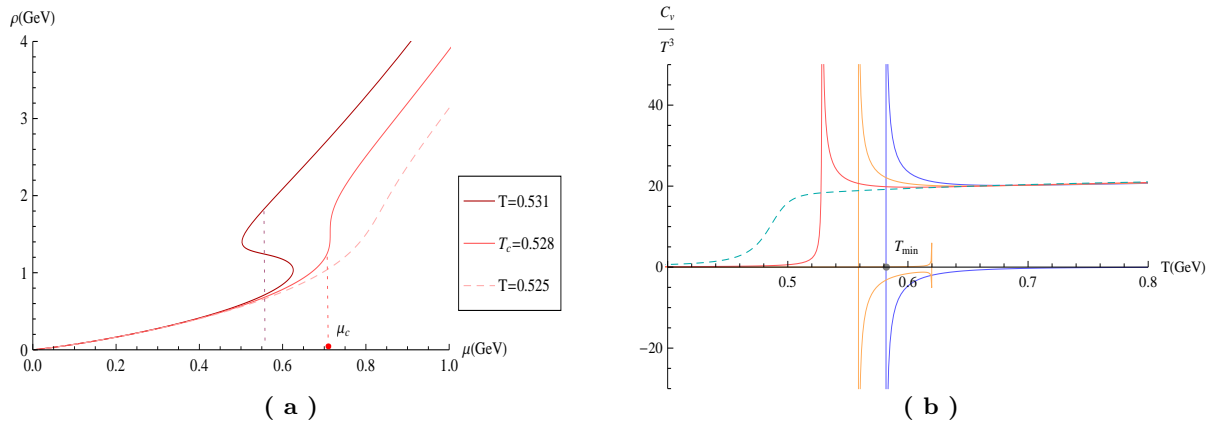 ρ(GeV)
4
3
2
1
0
0.0 0.2 0.4 0.6 0.8 1.0
μ(GeV)
μc
T=0.531
Tc=0.528
T=0.525
( a )
Cv
T³
40
20
0
-20
0.5 0.6 0.7 0.8
T(GeV)
Tmin
( b )